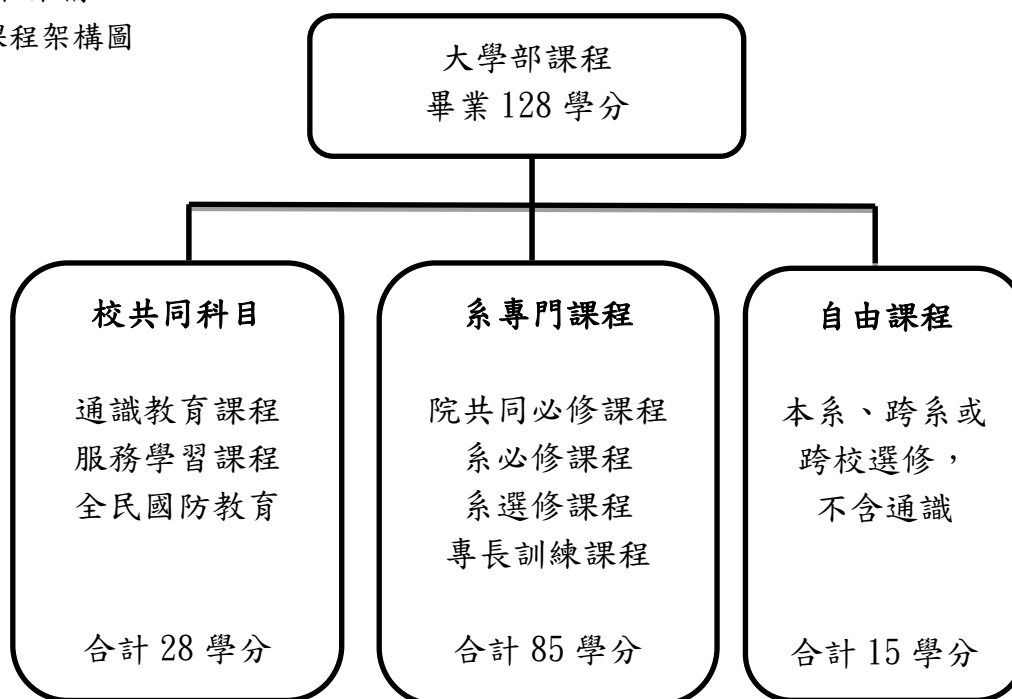 課程架構圖
大學部課程
畢業 128 學分
校共同科目
通識教育課程
服務學習課程
全民國防教育
合計 28 學分
系專門課程
院共同必修課程
系必修課程
系選修課程
專長訓練課程
合計 85 學分
自由課程
本系、跨系或
跨校選修，
不含通識
合計 15 學分